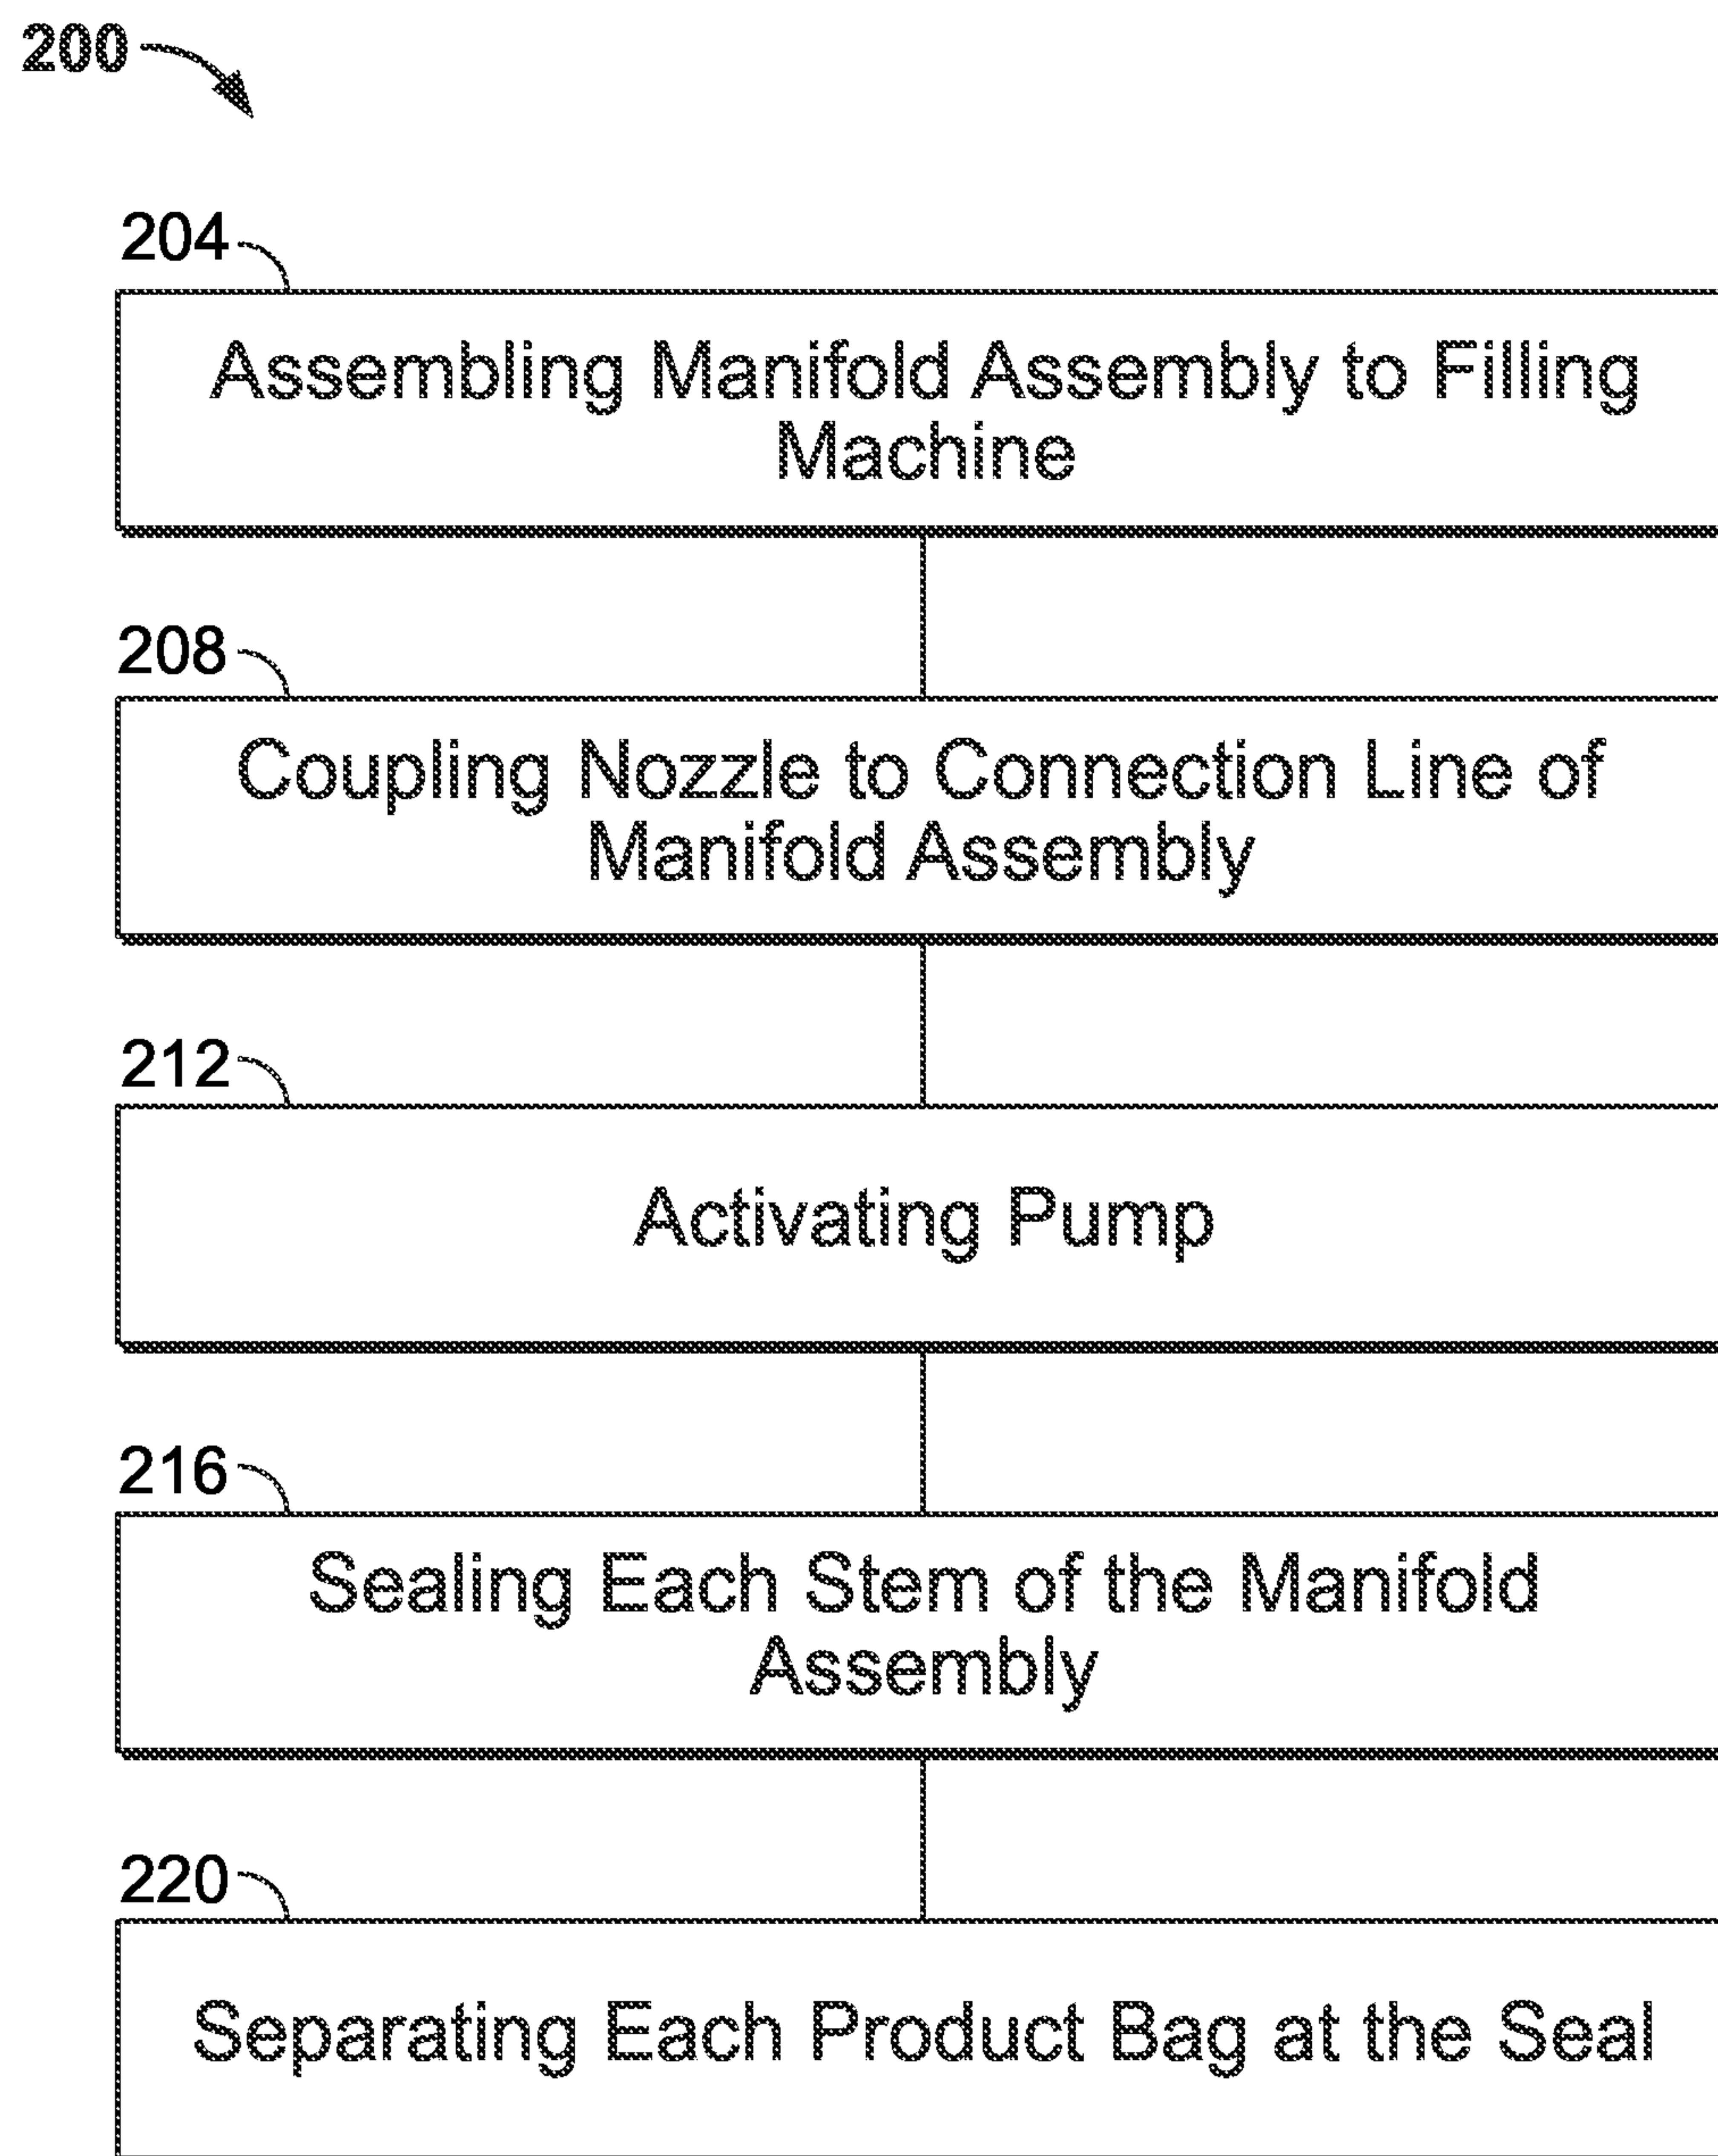 200
204
Assembling Manifold Assembly to Filling
Machine
208
Coupling Nozzle to Connection Line of
Manifold Assembly
212
Activating Pump
216
Sealing Each Stem of the Manifold
Assembly
220
Separating Each Product Bag at the Seal